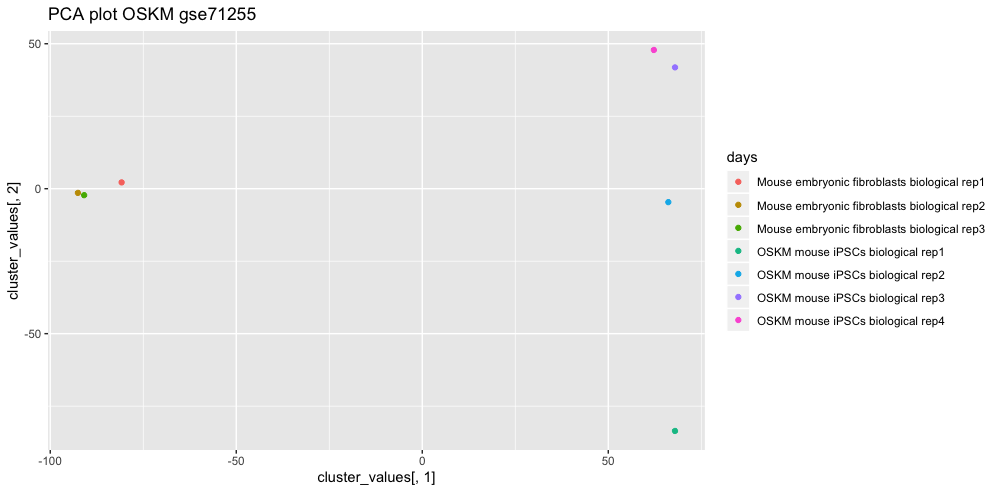 PCA plot OSKM gse71255
50
0
-50
-100
-50
0
50
cluster_values[, 1]
cluster_values[, 2]
days
Mouse embryonic fibroblasts biological rep1
Mouse embryonic fibroblasts biological rep2
Mouse embryonic fibroblasts biological rep3
OSKM mouse iPSCs biological rep1
OSKM mouse iPSCs biological rep2
OSKM mouse iPSCs biological rep3
OSKM mouse iPSCs biological rep4